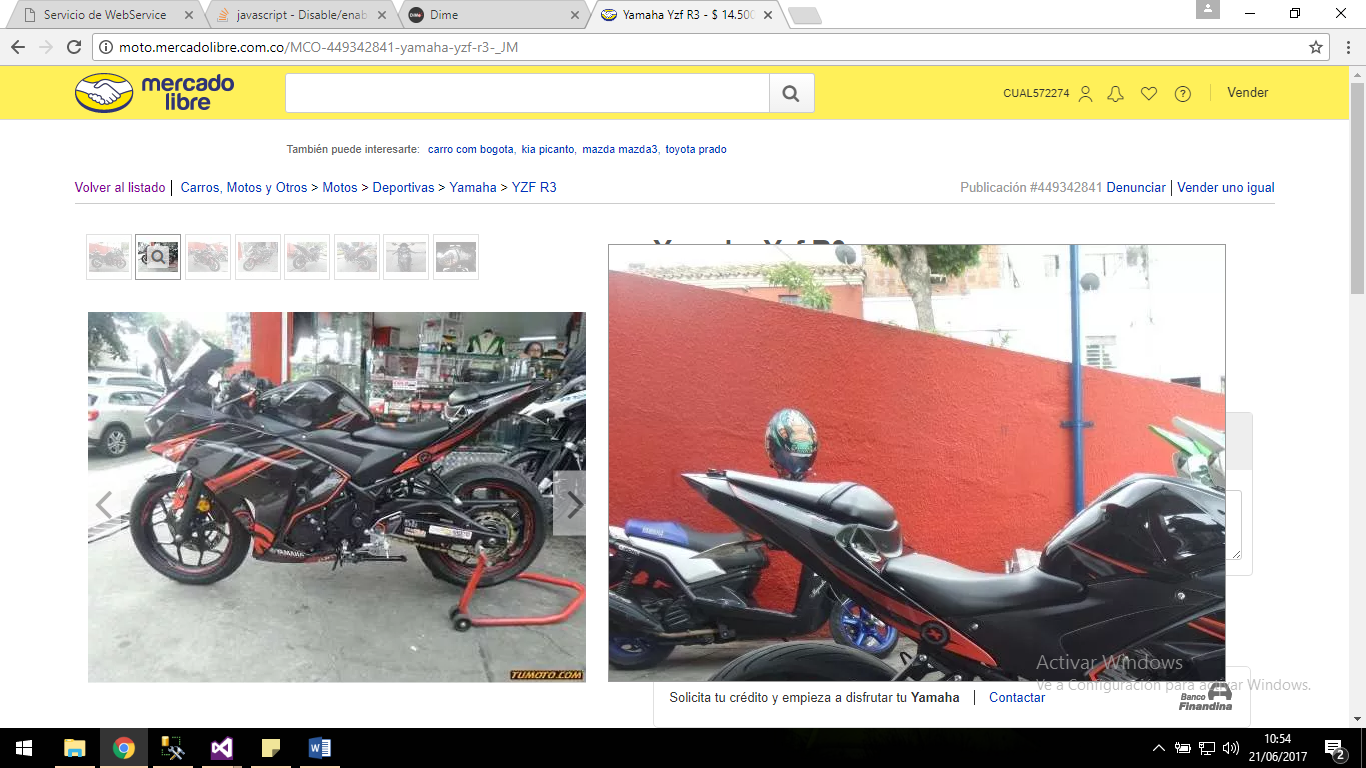 Servicio de WebService
javascript - Disable/enab
Dime
Yamaha Yzf R3 - $ 14.500
moto.mercadolibre.com.co/MCO-449342841-yamaha-yzf-r3-_JM
mercado
libre
CUAL572274
Vender
También puede interesarte: carro com bogota, kia picanto, mazda mazda3, toyota prado
Volver al listado | Carros, Motos y Otros > Motos > Deportivas > Yamaha > YZF R3
Publicación #449342841 Denunciar | Vender uno igual
Yamaha Yzf R3
YAMAHA
TUMOTO.COM
Activar Windows
Ve a Configuración para activar Windows.
Solicita tu crédito y empieza a disfrutar tu Yamaha | Contactar
Banco
Finandina
10:54
21/06/2017
2